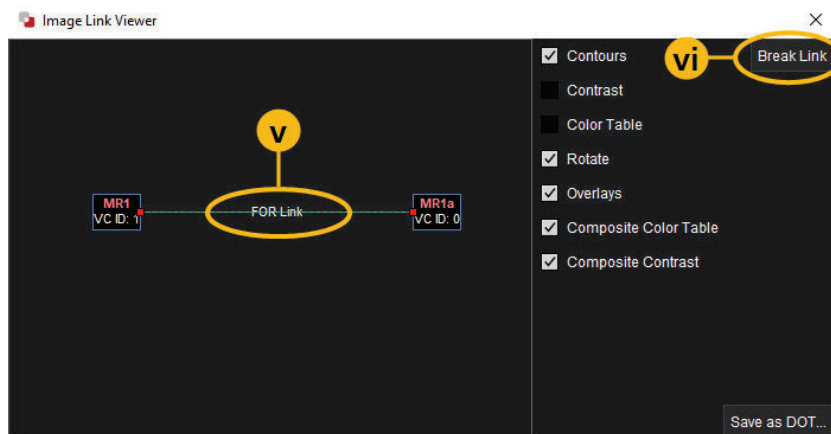 Image Link Viewer
Contours
vi
Break Link
Contrast
Color Table
v
Rotate
MR1
VC ID: 1
FOR Link
MR1a
VC ID: 0
Overlays
Composite Color Table
Composite Contrast
Save as DOT...